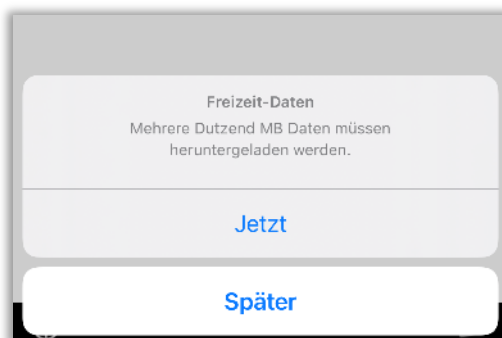 Freizeit-Daten
Mehrere Dutzend MB Daten müssen
heruntergeladen werden.
Jetzt
Später